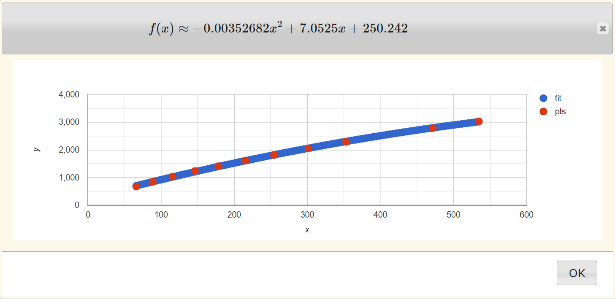 f(x) ≈ −0.00352682x² + 7.0525x + 250.242
4,000
3,000
2,000
1,000
0
y
0 100 200 300 400 500 600
x
fit
pts
OK